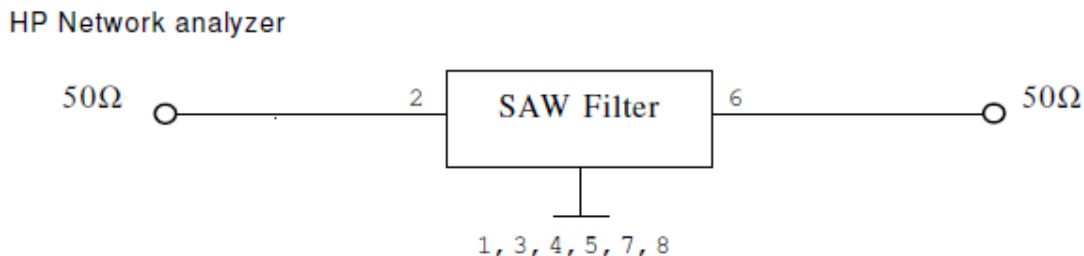 HP Network analyzer
50Ω 2 SAW Filter 6 50Ω
1, 3, 4, 5, 7, 8